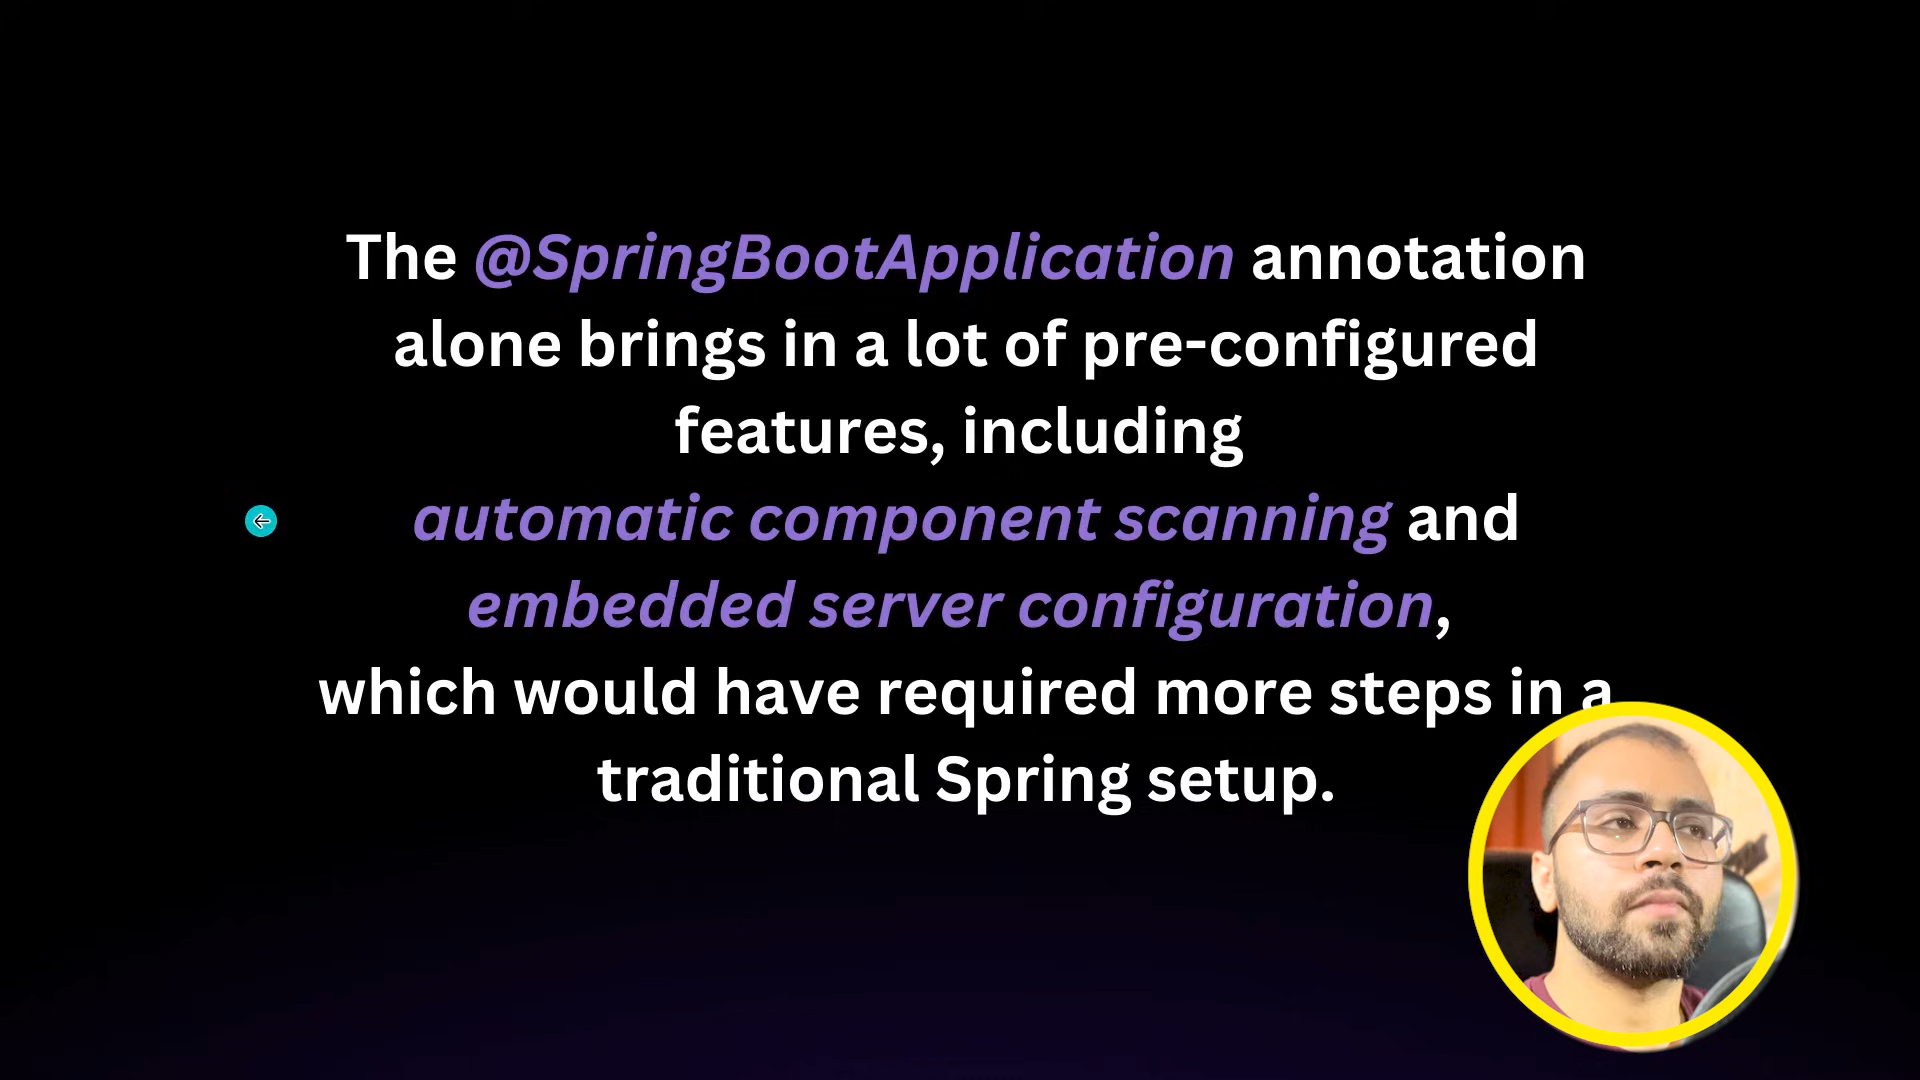 The @SpringBootApplication annotation
alone brings in a lot of pre-configured
features, including
automatic component scanning and
embedded server configuration,
which would have required more steps in a
traditional Spring setup.